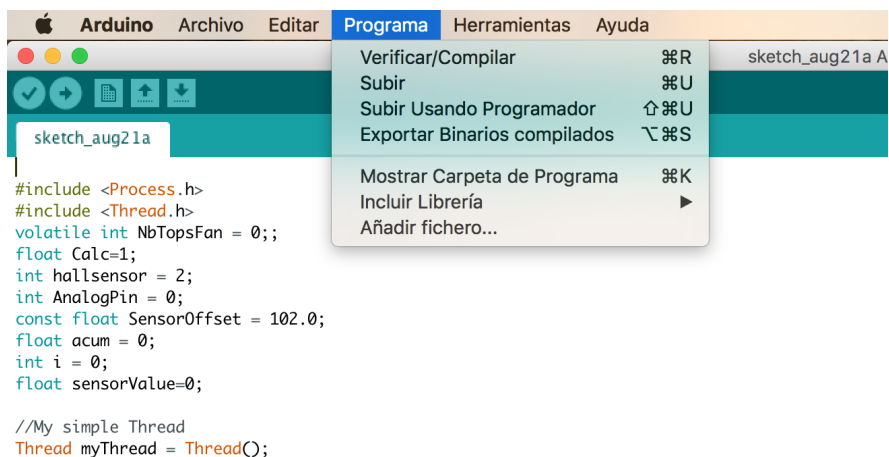 Arduino Archivo Editar Programa Herramientas Ayuda
sketch_aug21a A
Verificar/Compilar ⌘R
Subir ⌘U
Subir Usando Programador ⇧⌘U
Exportar Binarios compilados ⌥⌘S
Mostrar Carpeta de Programa ⌘K
Incluir Librería ▶
Añadir fichero...
sketch_aug21a
#include <Process.h>
#include <Thread.h>
volatile int NbTopsFan = 0;;
float Calc=1;
int hallsensor = 2;
int AnalogPin = 0;
const float SensorOffset = 102.0;
float acum = 0;
int i = 0;
float sensorValue=0;
//My simple Thread
Thread myThread = Thread();